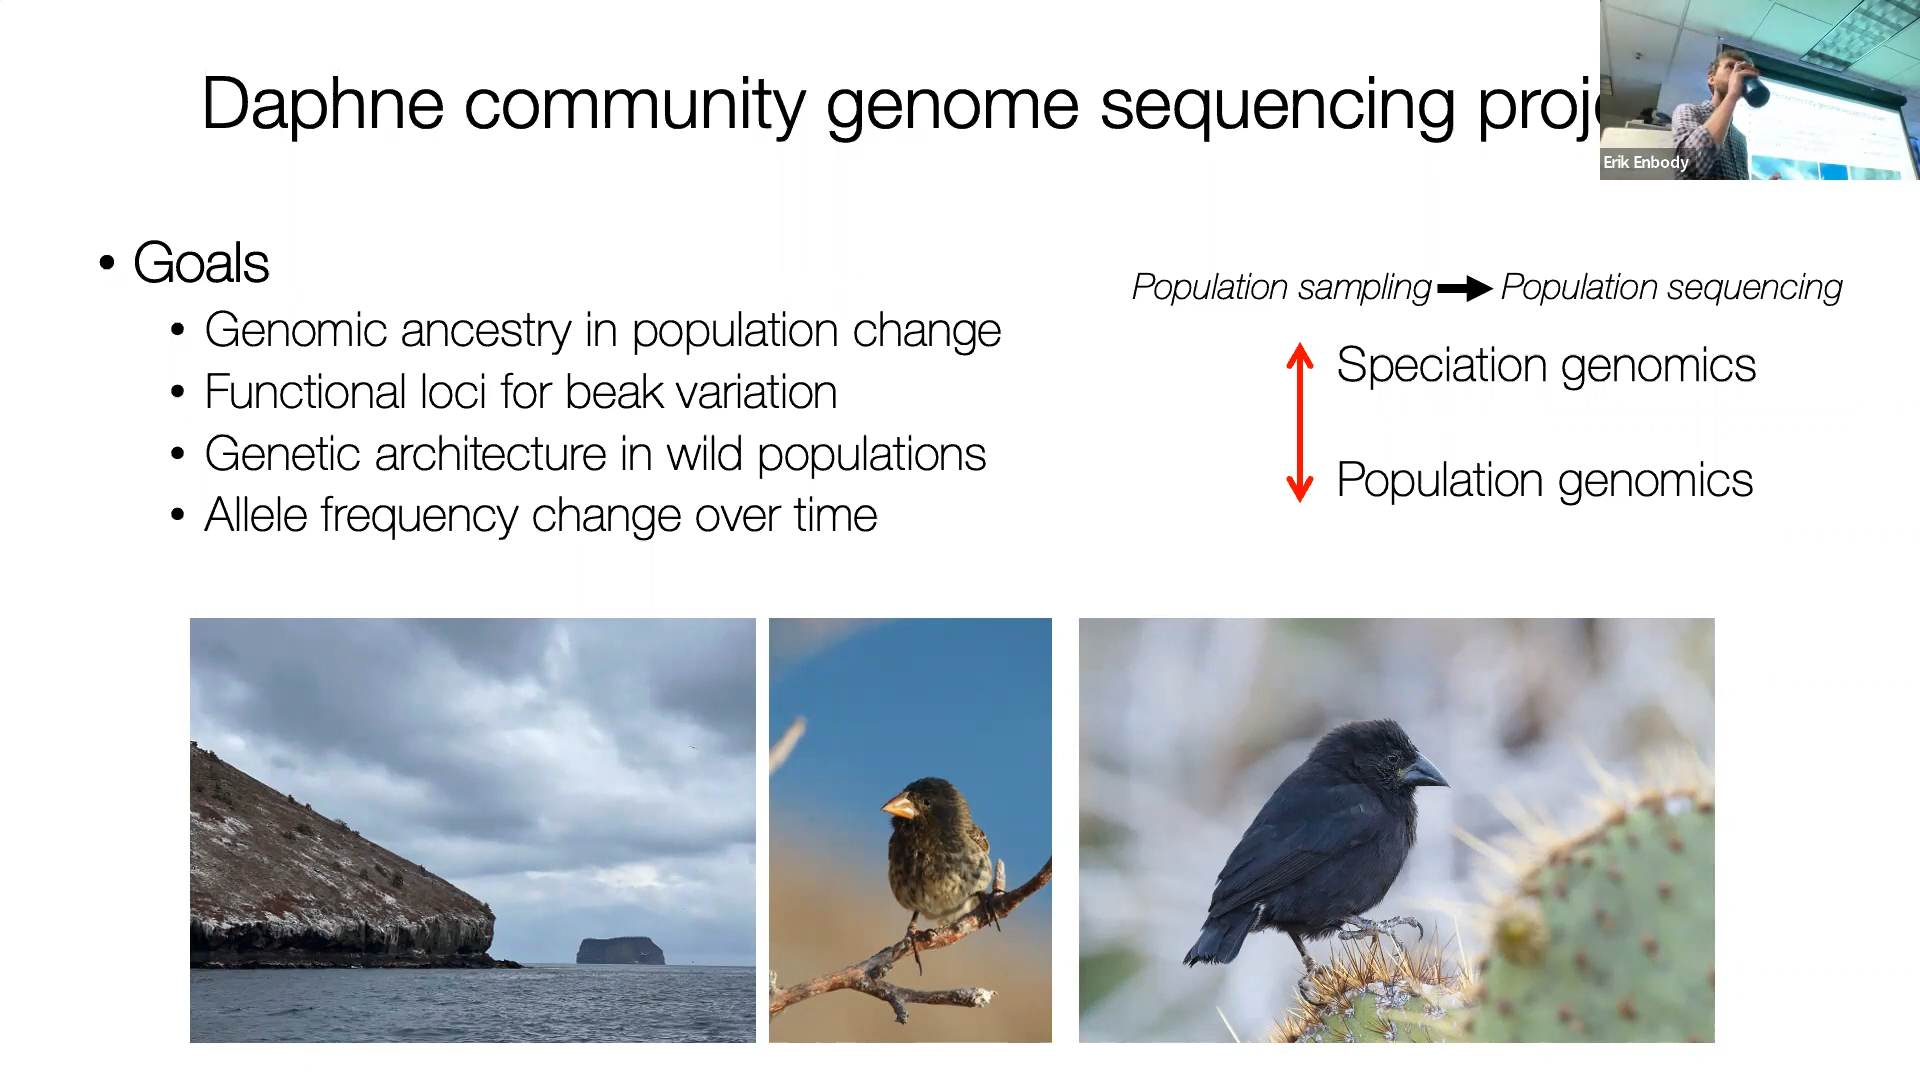 Daphne community genome sequencing proj
Erik Enbody
• Goals
• Genomic ancestry in population change
• Functional loci for beak variation
• Genetic architecture in wild populations
• Allele frequency change over time
Population sampling Population sequencing
Speciation genomics
Population genomics